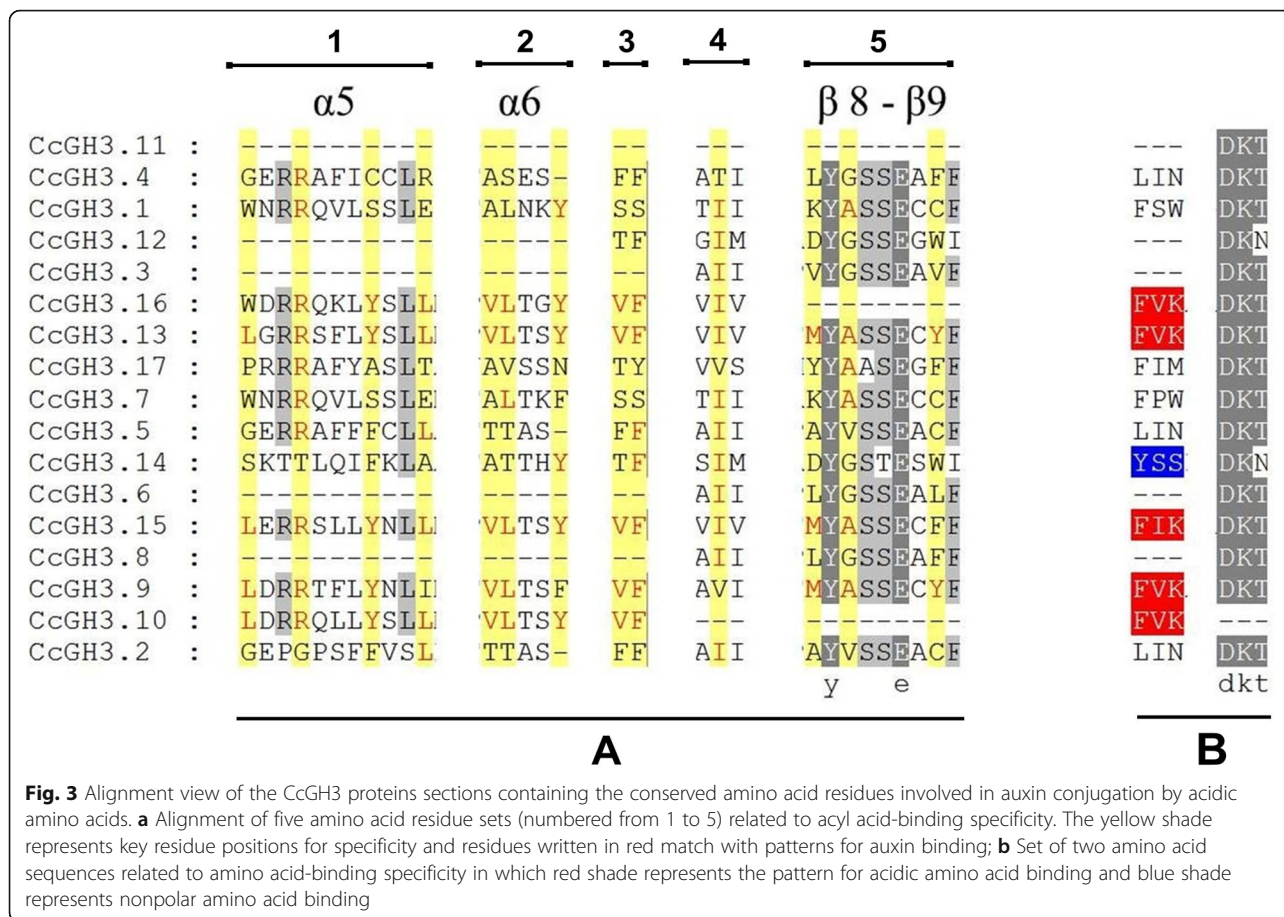 1 2 3 4 5
α5 α6 β 8 - β9
CcGH3.11 : ------------ ----- -- --- --------- --- DKT
CcGH3.4 : GERRAFICCLR ASES- FF ATI LYGSSEAFF LIN DKT
CcGH3.1 : WNRRQVLSSLE ALNKY SS TII KYASSECCF FSW DKT
CcGH3.12 : ----------- ----- TF GIM DYGSSEGWI --- DKN
CcGH3.3 : ----------- ----- -- AII VYGSSEAVF --- DKT
CcGH3.16 : WDRRQKLYSLL VLTGY VF VIV --------- FVK DKT
CcGH3.13 : LGRRSFLYSLL VLTSY VF VIV MYASSECYF FVK DKT
CcGH3.17 : PRRRAFYASLT AVSSN TY VVS YYAASEGFF FIM DKT
CcGH3.7 : WNRRQVLSSLE ALTKF SS TII KYASSECCF FPW DKT
CcGH3.5 : GERRAFFFCLL TTAS- FF AII AYVSSEACF LIN DKT
CcGH3.14 : SKTTLQIFKLA ATTHY TF SIM DYGSTESWI YSS DKN
CcGH3.6 : ----------- ----- -- AII LYGSSEALF --- DKT
CcGH3.15 : LERRSLLYNLL VLTSY VF VIV MYASSECFF FIK DKT
CcGH3.8 : ----------- ----- -- AII LYGSSEAFF --- DKT
CcGH3.9 : LDRRTFLYNLI VLTSF VF AVI MYASSECYF FVK DKT
CcGH3.10 : LDRRQLLYSLL VLTSY VF --- --------- FVK ---
CcGH3.2 : GEPGPSFFVSL TTAS- FF AII AYVSSEACF LIN DKT
y e dkt
A B
Fig. 3 Alignment view of the CcGH3 proteins sections containing the conserved amino acid residues involved in auxin conjugation by acidic
amino acids. a Alignment of five amino acid residue sets (numbered from 1 to 5) related to acyl acid-binding specificity. The yellow shade
represents key residue positions for specificity and residues written in red match with patterns for auxin binding; b Set of two amino acid
sequences related to amino acid-binding specificity in which red shade represents the pattern for acidic amino acid binding and blue shade
represents nonpolar amino acid binding